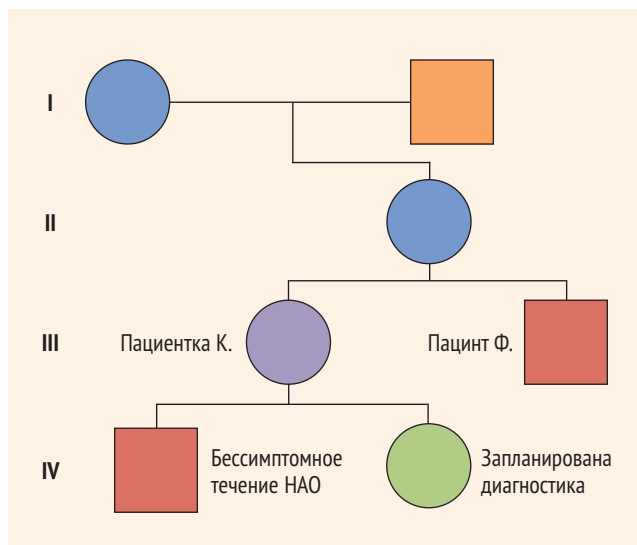 I
II
III
Пациентка К.
Пацинт Ф.
IV
Бессимптомное
течение НАО
Запланирована
диагностика